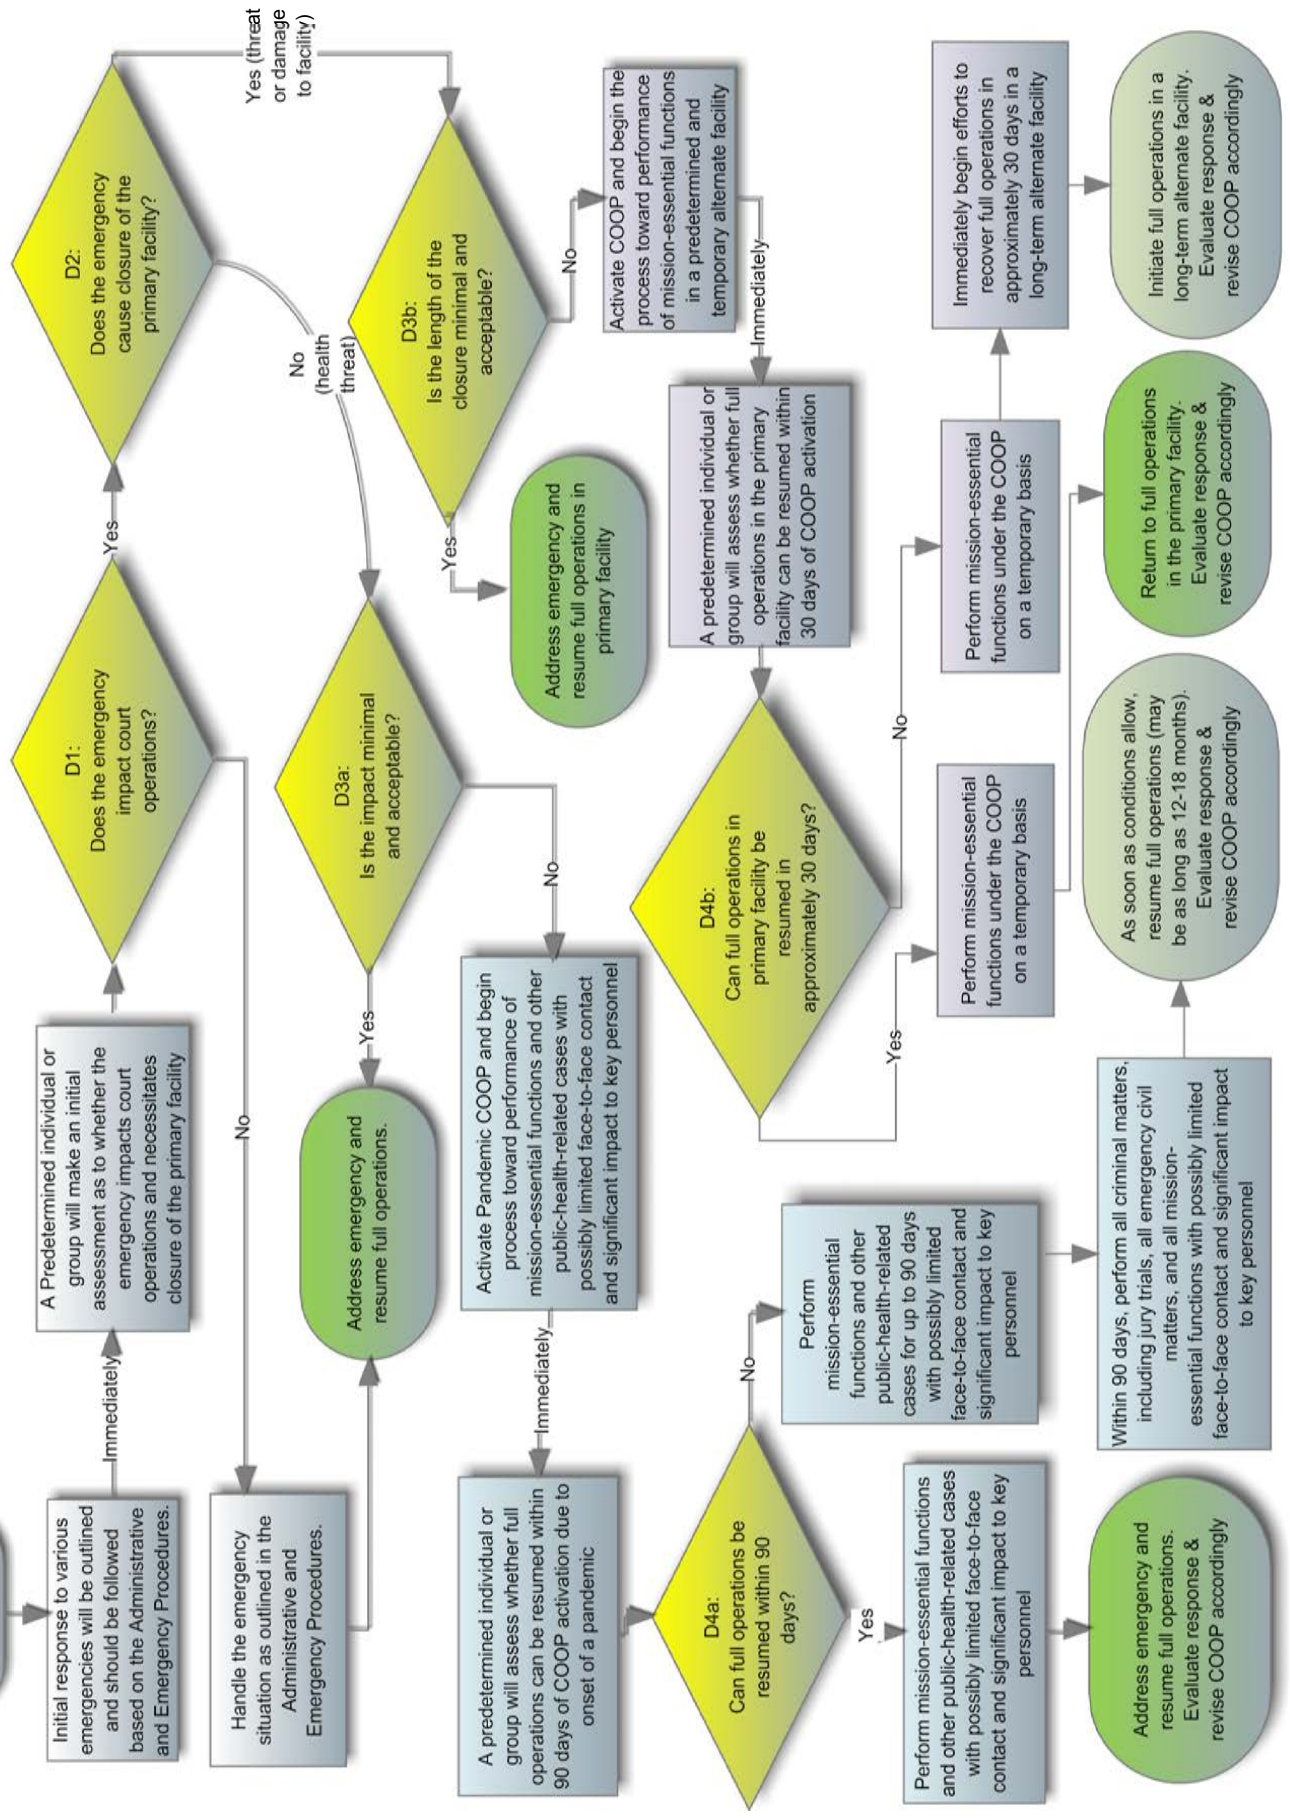 Initial response to various
emergencies will be outlined
and should be followed
based on the Administrative
and Emergency Procedures.
Immediately
A Predetermined individual or
group will make an initial
assessment as to whether the
emergency impacts court
operations and necessitates
closure of the primary facility
D1:
Does the emergency
impact court
operations?
Yes
No
D2:
Does the emergency
cause closure of the
primary facility?
Yes (threat
or damage
to facility)
No
(health
threat)
Handle the emergency
situation as outlined in the
Administrative and
Emergency Procedures.
Address emergency and
resume full operations.
Yes
D3a:
Is the impact minimal
and acceptable?
No
D3b:
Is the length of the
closure minimal and
acceptable?
Yes
No
Address emergency and
resume full operations in
primary facility
Activate COOP and begin the
process toward performance
of mission-essential functions
in a predetermined and
temporary alternate facility
Immediately
A predetermined individual or
group will assess whether full
operations in the primary
facility can be resumed within
30 days of COOP activation
Activate Pandemic COOP and begin
process toward performance of
mission-essential functions and other
public-health-related cases with
possibly limited face-to-face contact
and significant impact to key personnel
Immediately
A predetermined individual or
group will assess whether full
operations can be resumed within
90 days of COOP activation due to
onset of a pandemic
D4a:
Can full operations be
resumed within 90
days?
Yes
No
Perform
mission-essential
functions and other
public-health-related
cases for up to 90 days
with possibly limited
face-to-face contact and
significant impact to key
personnel
D4b:
Can full operations in
primary facility be
resumed in
approximately 30 days?
Yes
No
Perform mission-essential functions
and other public-health-related cases
with possibly limited face-to-face
contact and significant impact to key
personnel
Perform mission-essential
functions under the COOP
on a temporary basis
Perform mission-essential
functions under the COOP
on a temporary basis
Immediately begin efforts to
recover full operations in
approximately 30 days in a
long-term alternate facility
Address emergency and
resume full operations.
Evaluate response &
revise COOP accordingly
Within 90 days, perform all criminal matters,
including jury trials, all emergency civil
matters, and all mission-
essential functions with possibly limited
face-to-face contact and significant impact
to key personnel
As soon as conditions allow,
resume full operations (may
be as long as 12-18 months).
Evaluate response &
revise COOP accordingly
Return to full operations
in the primary facility.
Evaluate response &
revise COOP accordingly
Initiate full operations in a
long-term alternate facility.
Evaluate response &
revise COOP accordingly